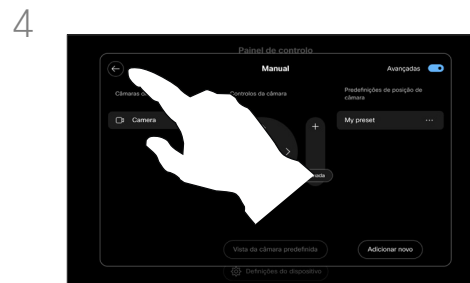 4
Painel de controlo
Manual
Avançadas
Câmaras d
Controlos da câmara
Predefinições de posição de
câmara
Camera
My preset
Vista da câmara predefinida
Adicionar novo
Definições do dispositivo